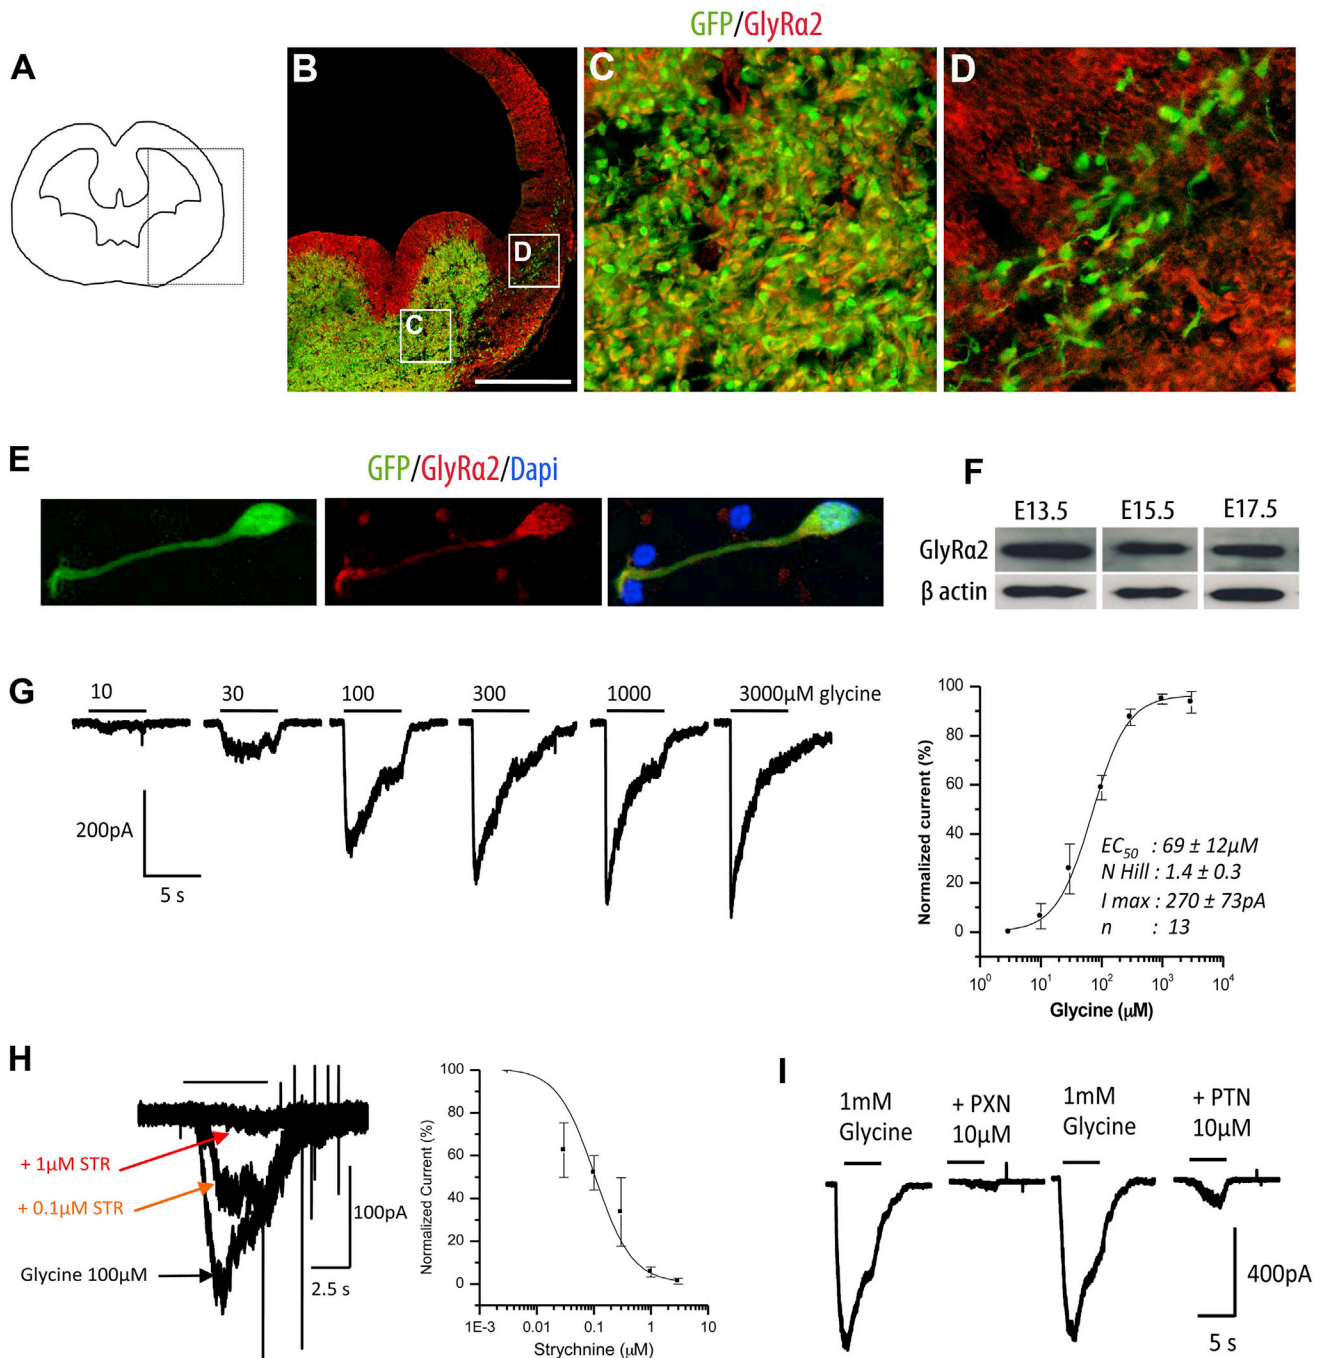 GFP/GlyRα2
A
B
C
D
C
D
E
GFP/GlyRα2/Dapi
F
E13.5 E15.5 E17.5
GlyRα2
β actin
G
10 30 100 300 1000 3000μM glycine
200pA
5 s
Normalized current (%)
100
80
60
40
20
0
EC50 : 69 ± 12μM
N Hill : 1.4 ± 0.3
I max : 270 ± 73pA
n : 13
10^0 10^1 10^2 10^3 10^4
Glycine (μM)
H
+ 1μM STR
+ 0.1μM STR
Glycine 100μM
100pA
2.5 s
Normalized Current (%)
100
80
60
40
20
0
1E-3 0.01 0.1 1 10
Strychnine (μM)
I
1mM
Glycine
+ PXN
10μM
1mM
Glycine
+ PTN
10μM
400pA
5 s